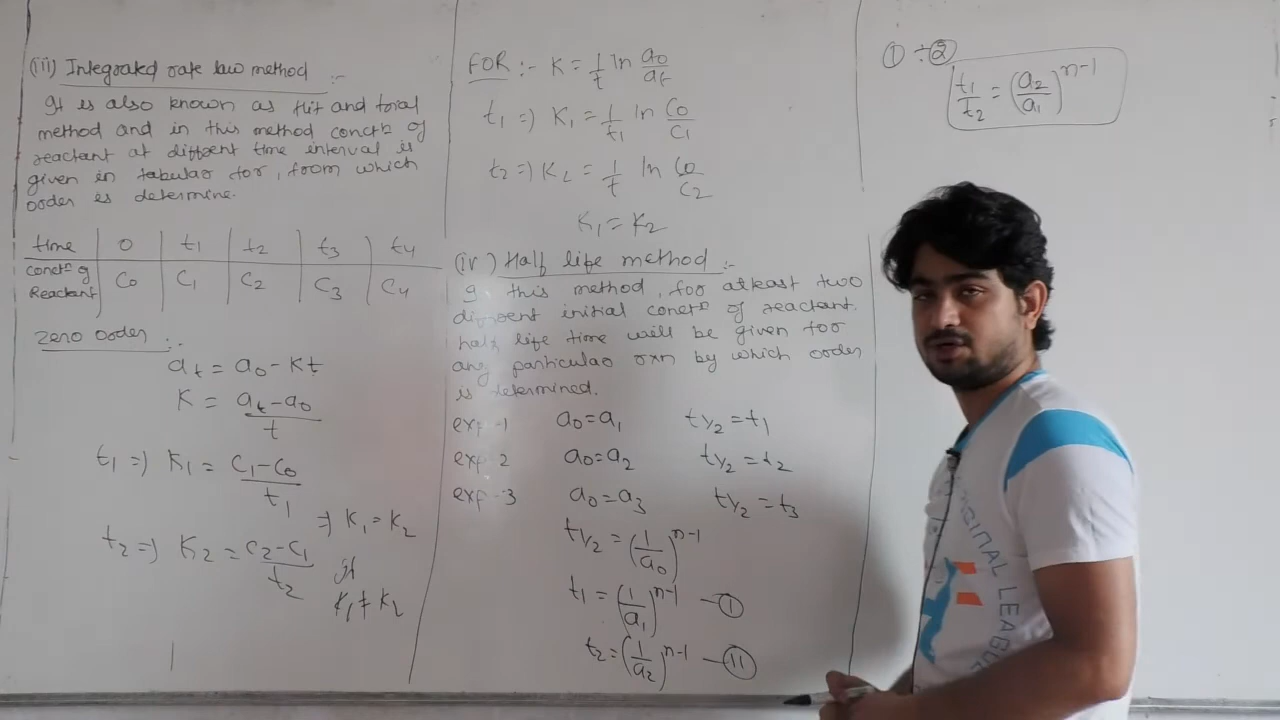 (iii) Integrated rate law method :-
It is also known as Hit and toral
method and in this method conctⁿ of
reactant at diffrent time interval is
given in tabular for, from which
order is determine.
time | 0 | t₁ | t₂ | t₃ | t₄
conctⁿ of Reactant | C₀ | C₁ | C₂ | C₃ | C₄
zero order :-
aₜ = a₀ - Kt
K = (aₜ - a₀)/t
t₁ => K₁ = (C₁ - C₀)/t₁
=> K₁ = K₂
t₂ => K₂ = (C₂ - C₁)/t₂
if
K₁ ≠ K₂
FOR :- K = 1/t ln a₀/aₜ
t₁ => K₁ = 1/t₁ ln C₀/C₁
t₂ => K₂ = 1/t ln C₀/C₂
K₁ = K₂
(iv) Half life method :-
In this method, for atleast two
diffrent initial conctⁿ of reactant.
half life time will be given for
any particular rxn by which order
is determined.
exp-1 a₀ = a₁ t½ = t₁
exp-2 a₀ = a₂ t½ = t₂
exp-3 a₀ = a₃ t½ = t₃
t½ = (1/a₀)ⁿ⁻¹
t₁ = (1/a₁)ⁿ⁻¹ - ①
t₂ = (1/a₂)ⁿ⁻¹ - (11)
① ÷ ②
t₁/t₂ = (a₂/a₁)ⁿ⁻¹
GINAL LEAGUE